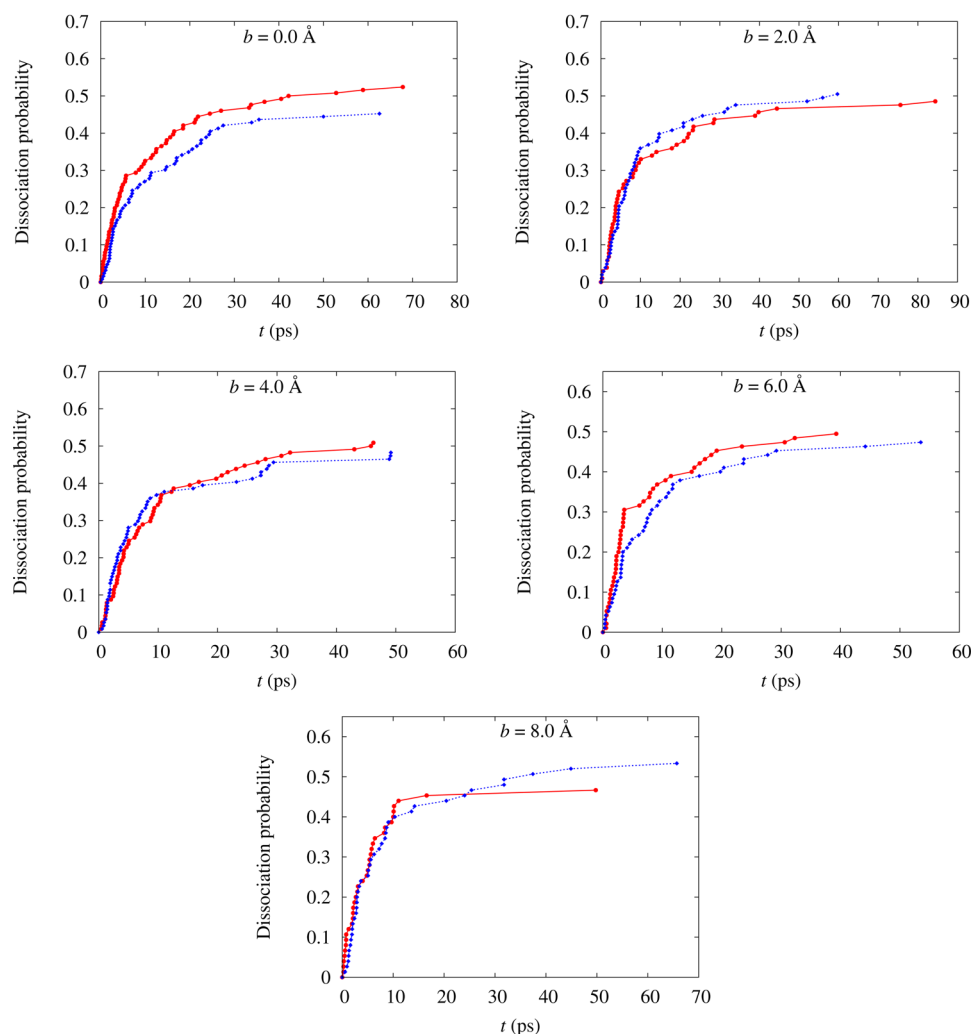 b = 0.0 Å
Dissociation probability
0.7
0.6
0.5
0.4
0.3
0.2
0.1
0
0 10 20 30 40 50 60 70 80
t (ps)
b = 2.0 Å
Dissociation probability
0.7
0.6
0.5
0.4
0.3
0.2
0.1
0
0 10 20 30 40 50 60 70 80 90
t (ps)
b = 4.0 Å
Dissociation probability
0.7
0.6
0.5
0.4
0.3
0.2
0.1
0
0 10 20 30 40 50 60
t (ps)
b = 6.0 Å
Dissociation probability
0.6
0.5
0.4
0.3
0.2
0.1
0
0 10 20 30 40 50 60
t (ps)
b = 8.0 Å
Dissociation probability
0.6
0.5
0.4
0.3
0.2
0.1
0
0 10 20 30 40 50 60 70
t (ps)